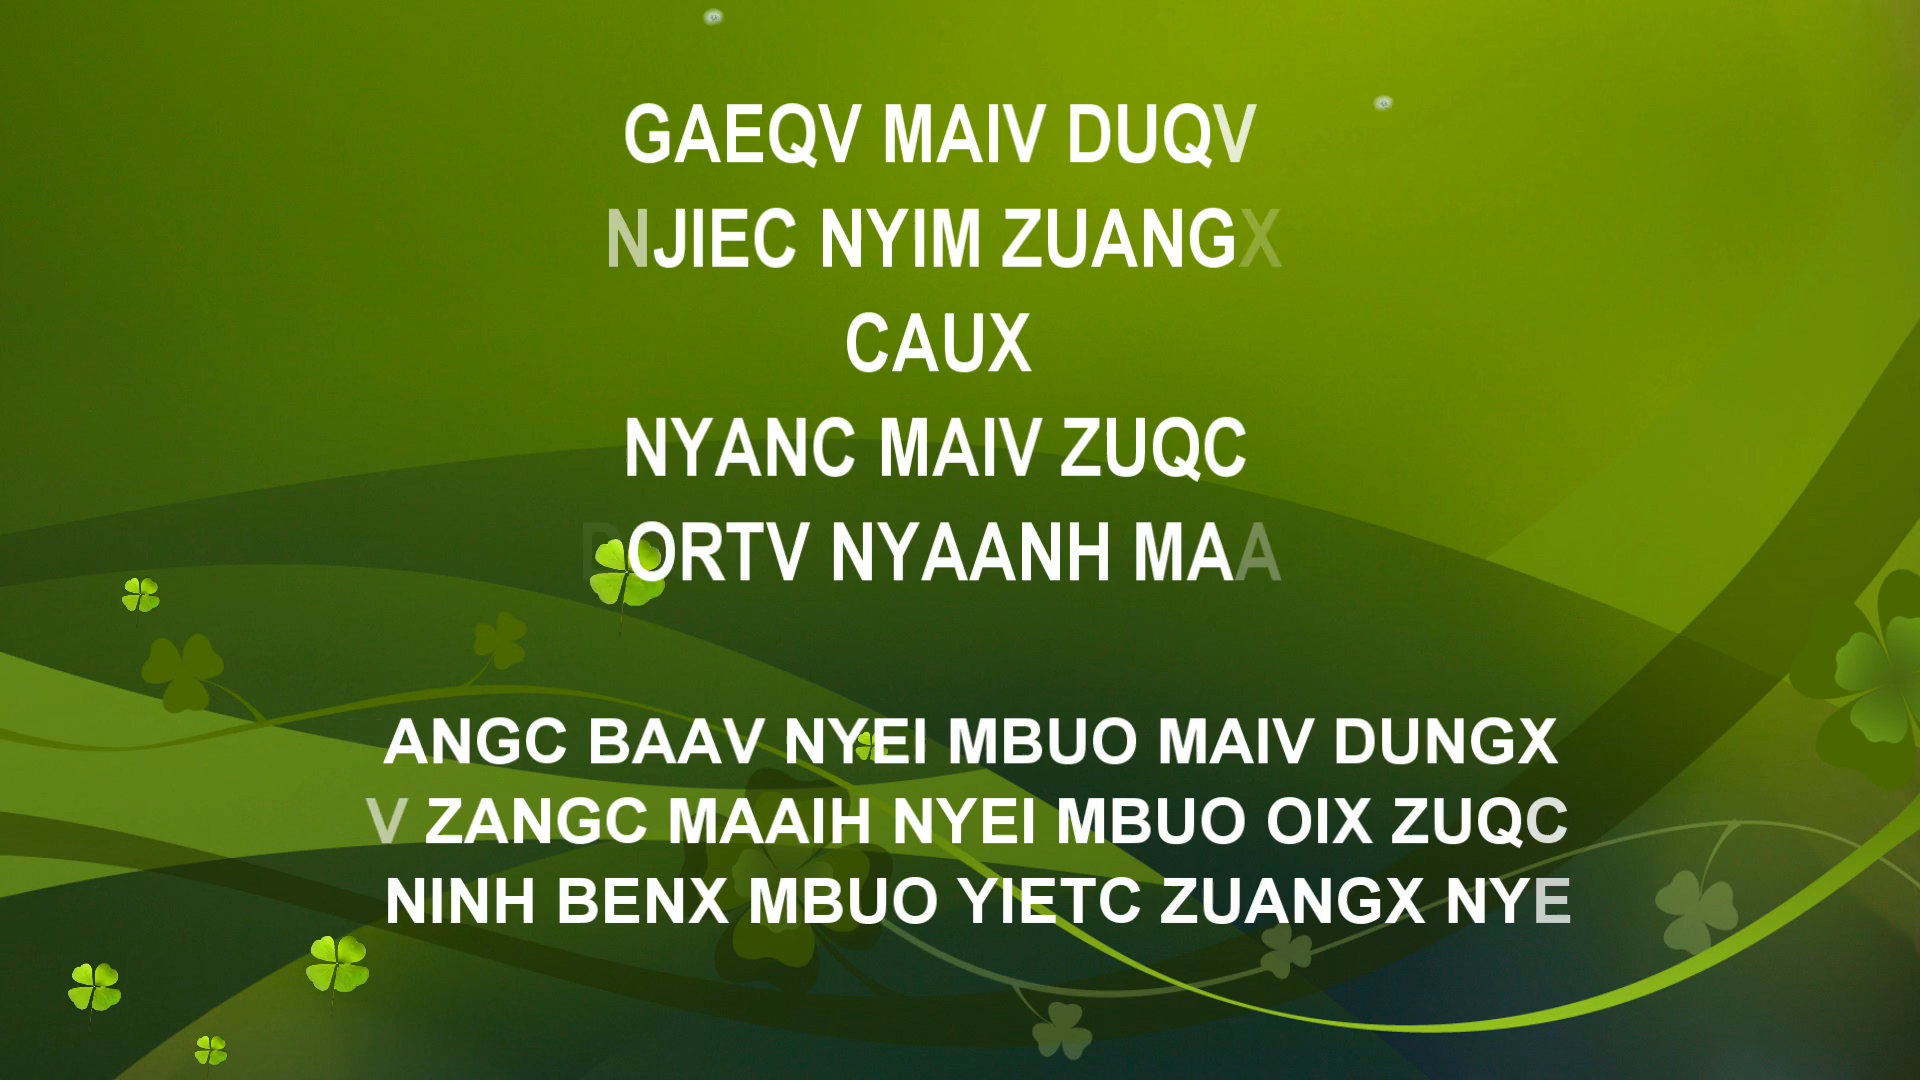 GAEQV MAIV DUQV
NJIEC NYIM ZUANGX
CAUX
NYANC MAIV ZUQC
DORTV NYAANH MAA
ANGC BAAV NYEI MBUO MAIV DUNGX
V ZANGC MAAIH NYEI MBUO OIX ZUQC
NINH BENX MBUO YIETC ZUANGX NYE